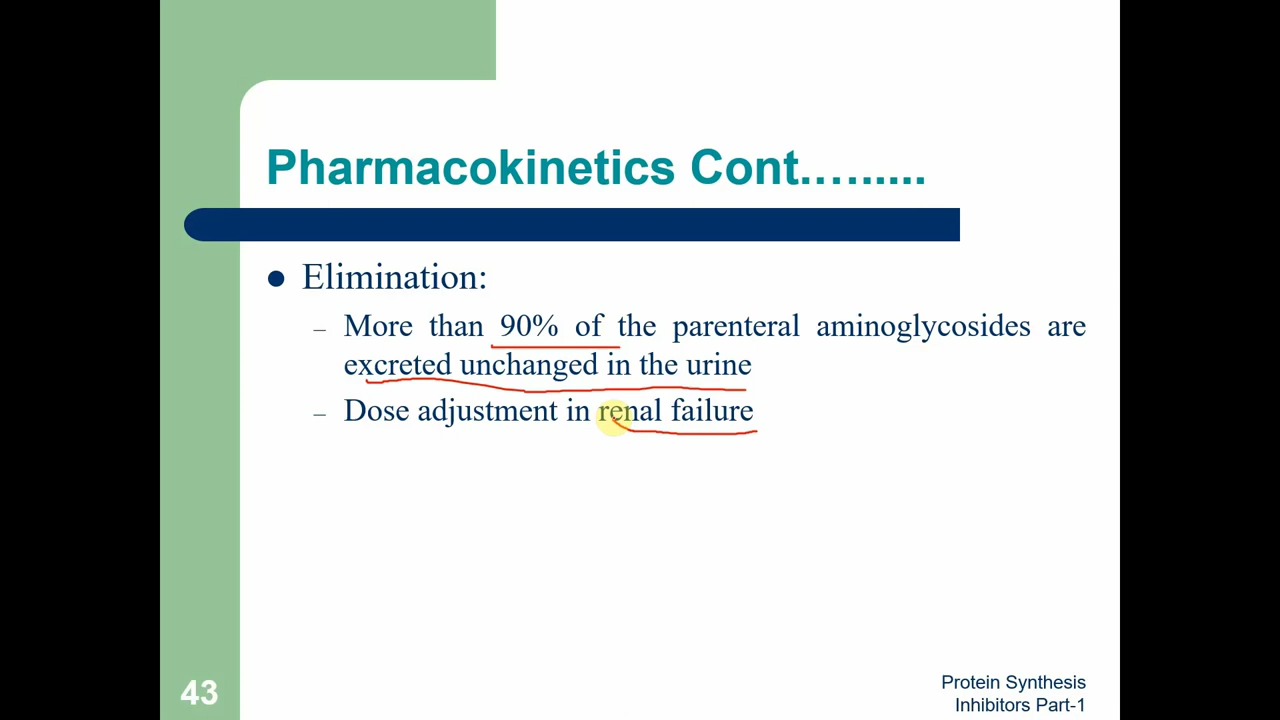 Pharmacokinetics Cont.…......
Elimination:
– More than 90% of the parenteral aminoglycosides are
excreted unchanged in the urine
– Dose adjustment in renal failure
43
Protein Synthesis
Inhibitors Part-1